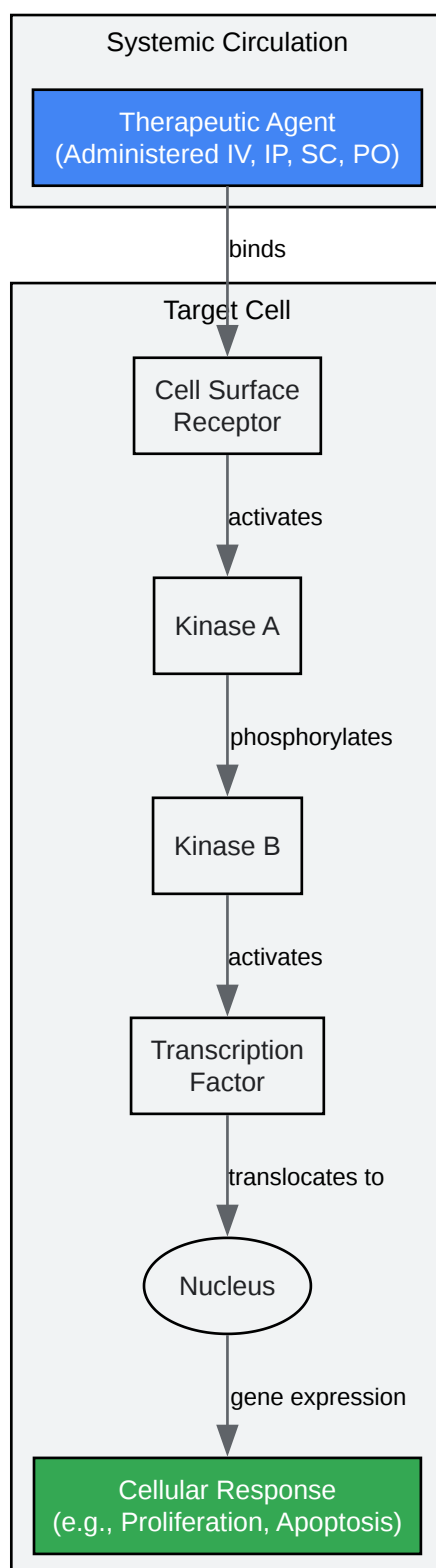 Systemic Circulation
Therapeutic Agent
(Administered IV, IP, SC, PO)
binds
Target Cell
Cell Surface
Receptor
activates
Kinase A
phosphorylates
Kinase B
activates
Transcription
Factor
translocates to
Nucleus
gene expression
Cellular Response
(e.g., Proliferation, Apoptosis)